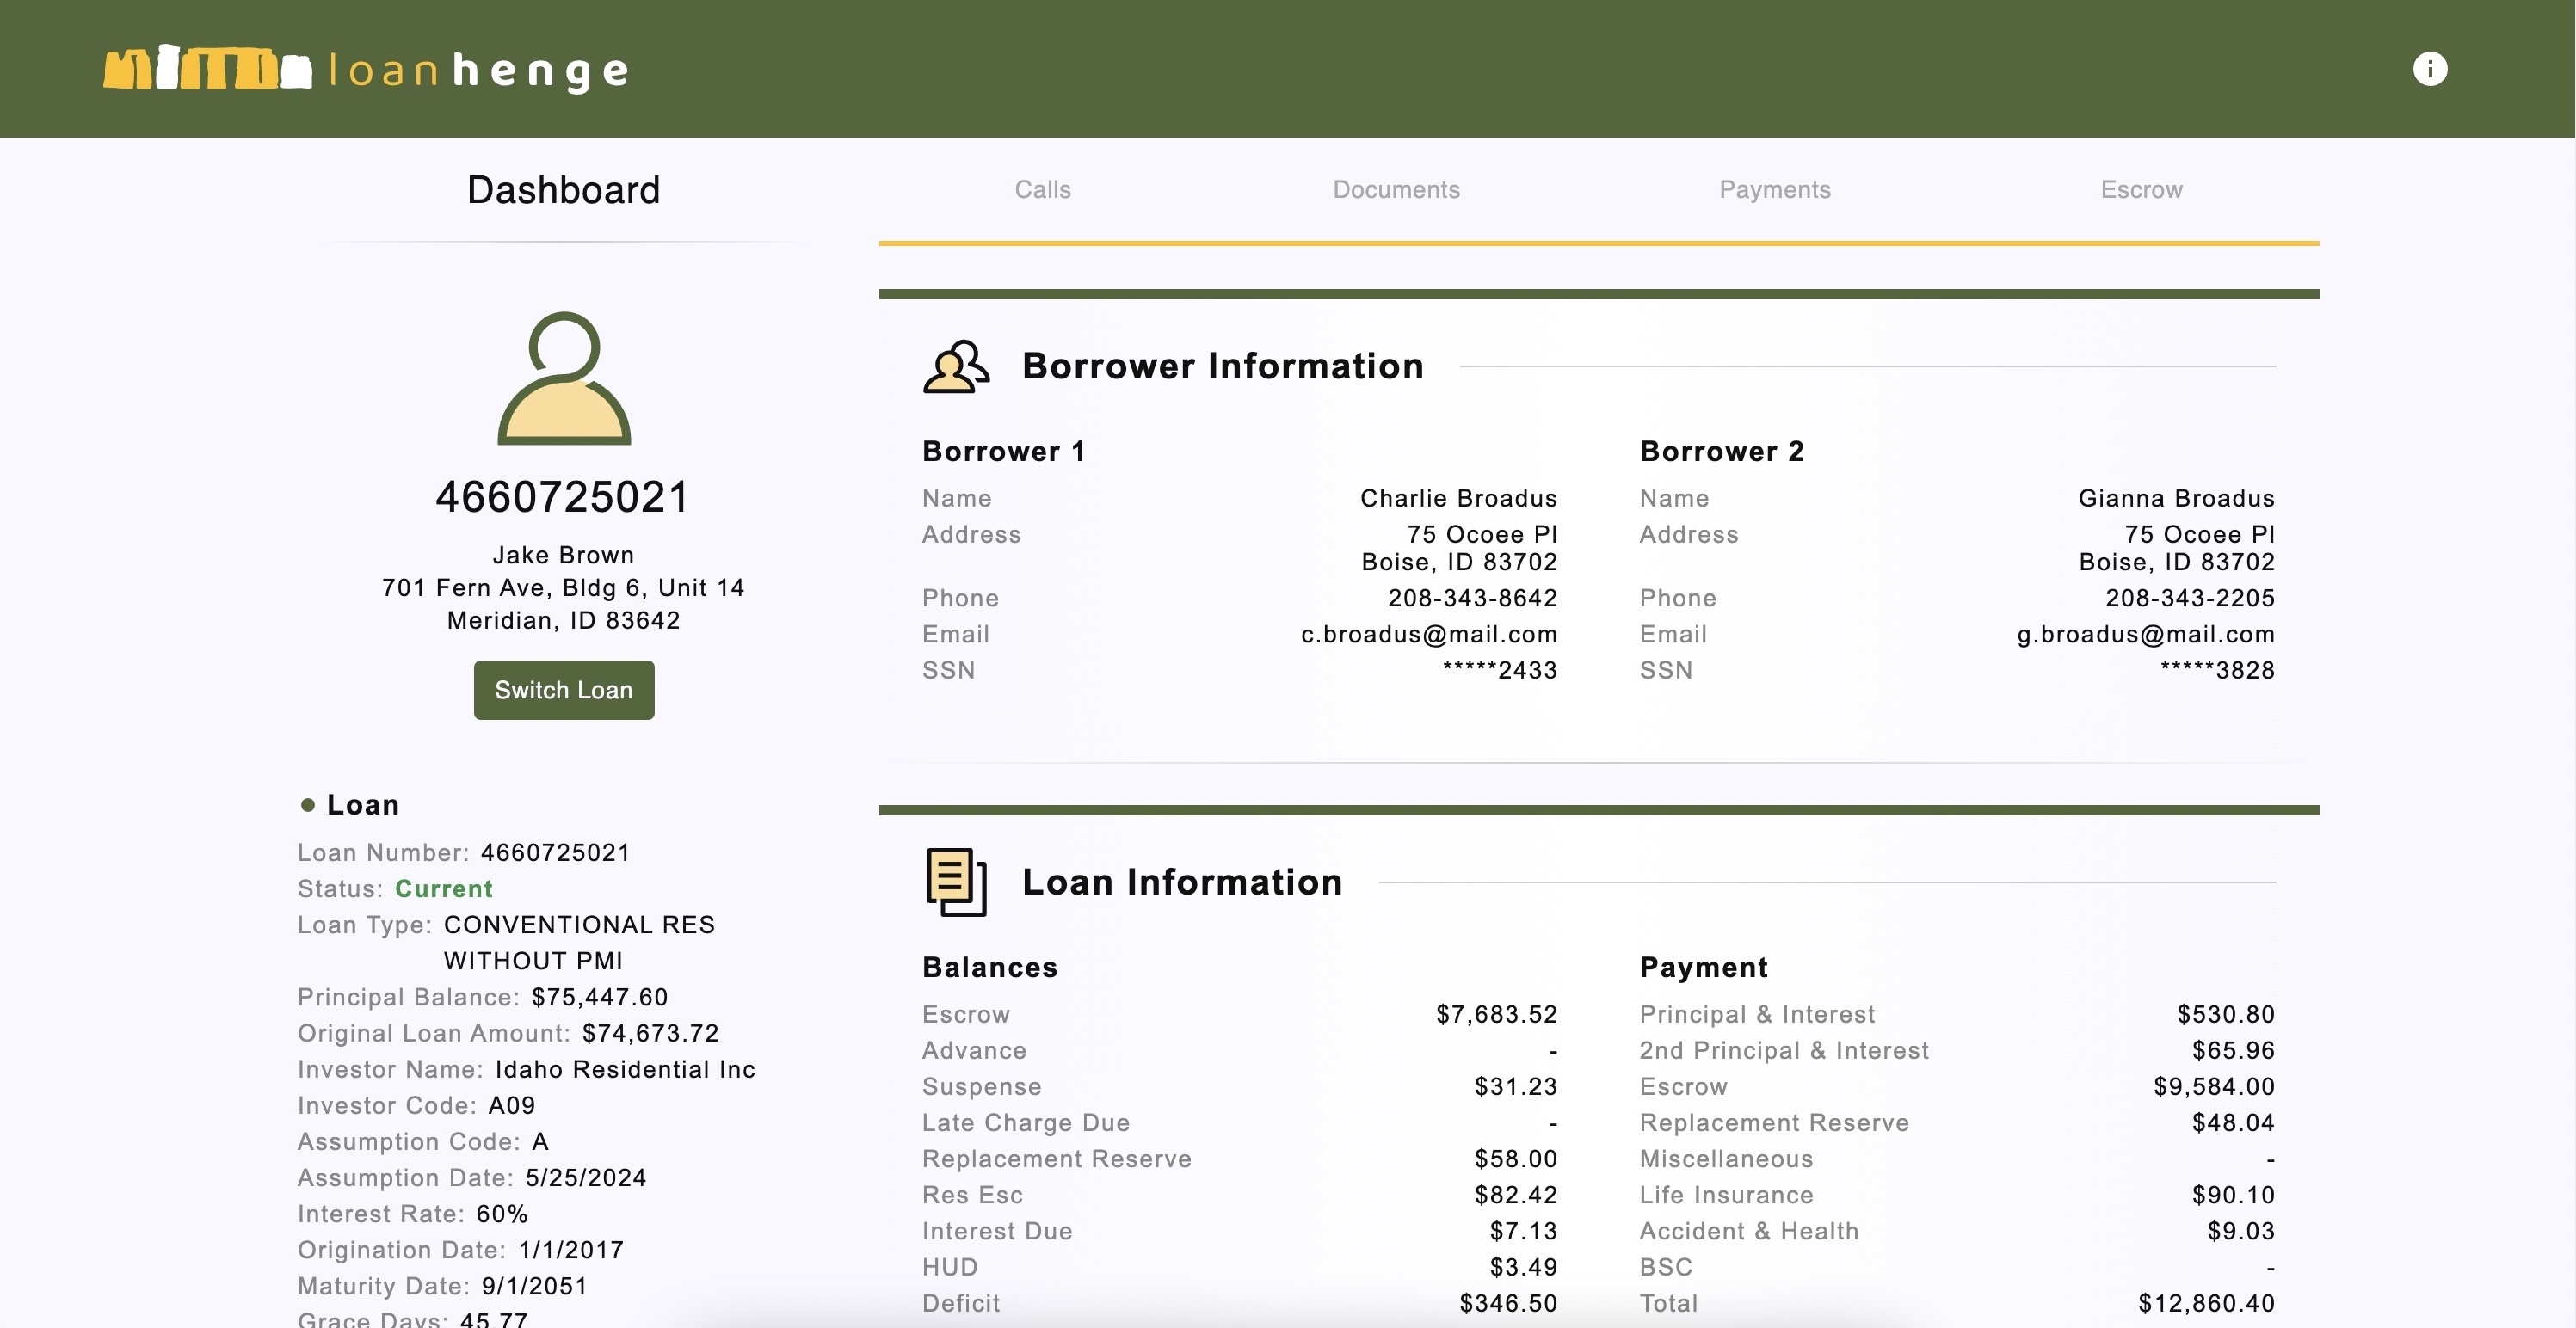 loanhenge
i
Dashboard
Calls
Documents
Payments
Escrow
4660725021
Jake Brown
701 Fern Ave, Bldg 6, Unit 14
Meridian, ID 83642
Switch Loan
Loan
Loan Number: 4660725021
Status: Current
Loan Type: CONVENTIONAL RES
WITHOUT PMI
Principal Balance: $75,447.60
Original Loan Amount: $74,673.72
Investor Name: Idaho Residential Inc
Investor Code: A09
Assumption Code: A
Assumption Date: 5/25/2024
Interest Rate: 60%
Origination Date: 1/1/2017
Maturity Date: 9/1/2051
Grace Days: 45.77
Borrower Information
Borrower 1
Name Charlie Broadus
Address 75 Ocoee Pl
Boise, ID 83702
Phone 208-343-8642
Email c.broadus@mail.com
SSN *****2433
Borrower 2
Name Gianna Broadus
Address 75 Ocoee Pl
Boise, ID 83702
Phone 208-343-2205
Email g.broadus@mail.com
SSN *****3828
Loan Information
Balances
Escrow $7,683.52
Advance -
Suspense $31.23
Late Charge Due -
Replacement Reserve $58.00
Res Esc $82.42
Interest Due $7.13
HUD $3.49
Deficit $346.50
Payment
Principal & Interest $530.80
2nd Principal & Interest $65.96
Escrow $9,584.00
Replacement Reserve $48.04
Miscellaneous -
Life Insurance $90.10
Accident & Health $9.03
BSC -
Total $12,860.40